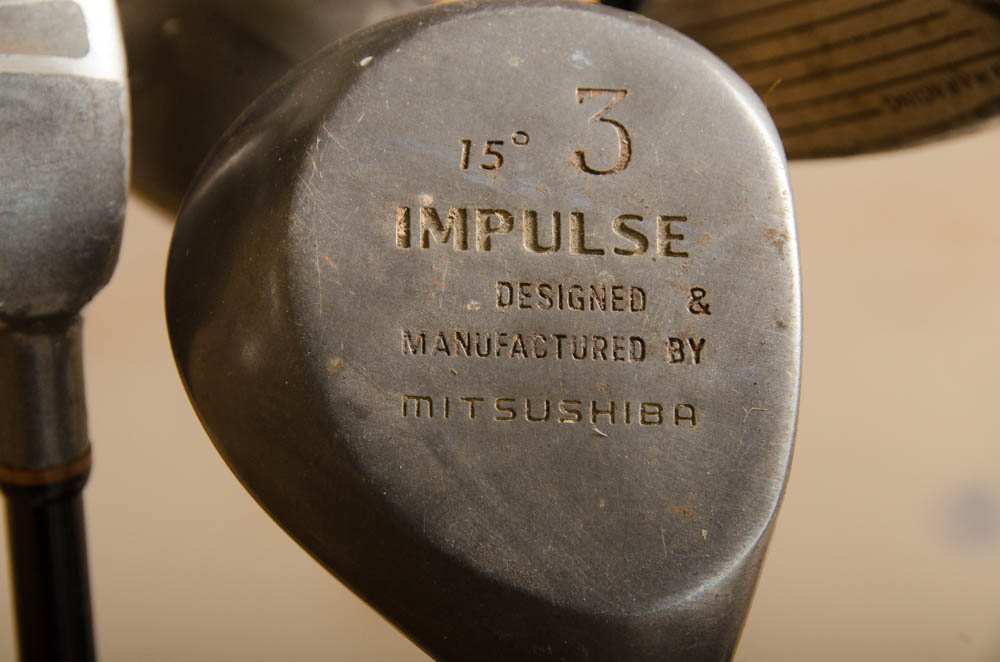 15° 3
IMPULSE
DESIGNED &
MANUFACTURED BY
MITSUSHIBA